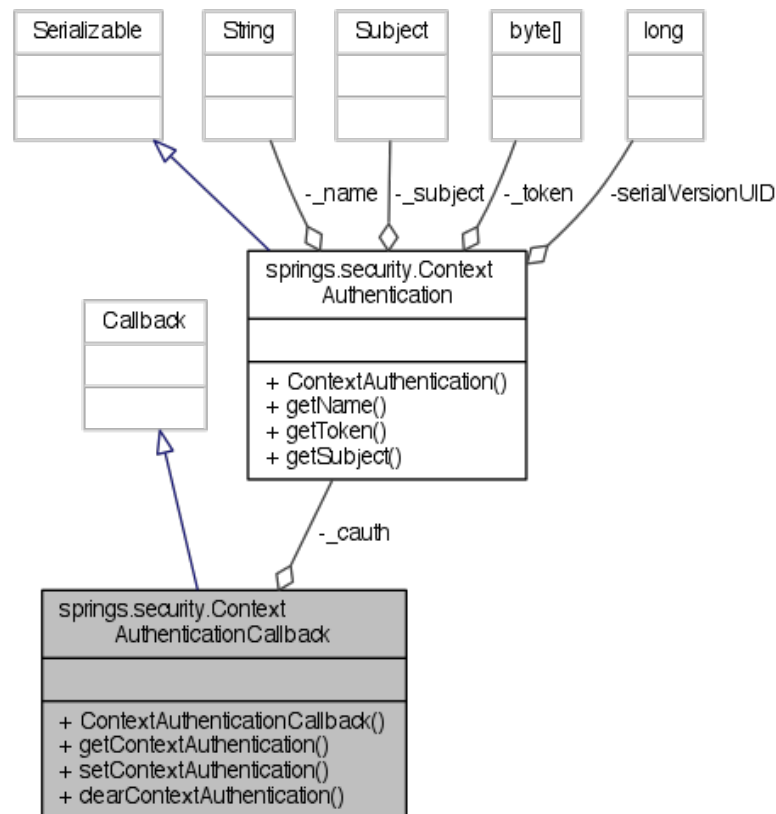 Serializable
String
Subject
byte[]
long
-_name
-_subject
-_token
-serialVersionUID
springs.security.Context
Authentication
+ ContextAuthentication()
+ getName()
+ getToken()
+ getSubject()
Callback
-_cauth
springs.security.Context
AuthenticationCallback
+ ContextAuthenticationCallback()
+ getContextAuthentication()
+ setContextAuthentication()
+ clearContextAuthentication()